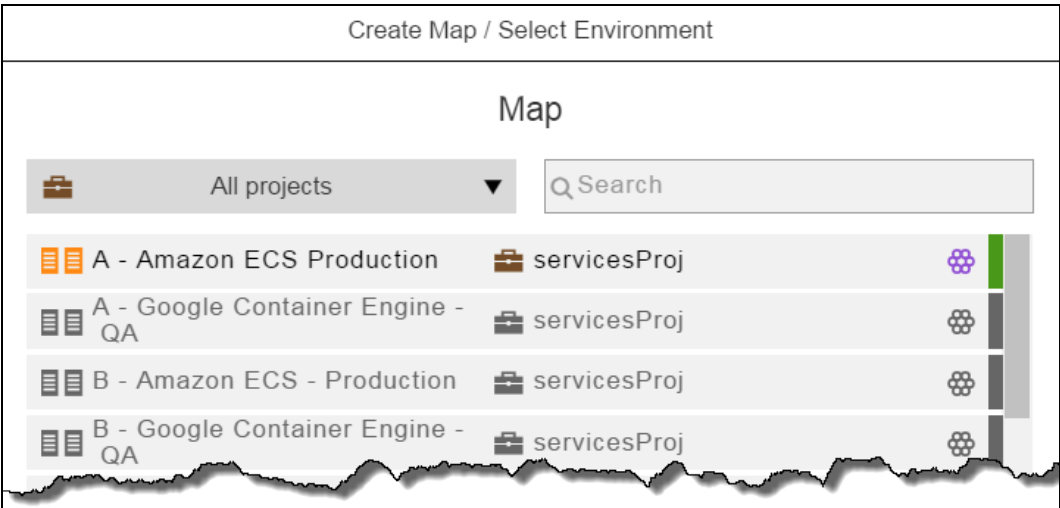 Create Map / Select Environment
Map
All projects
Search
A - Amazon ECS Production servicesProj
A - Google Container Engine -
QA
servicesProj
B - Amazon ECS - Production servicesProj
B - Google Container Engine -
QA
servicesProj